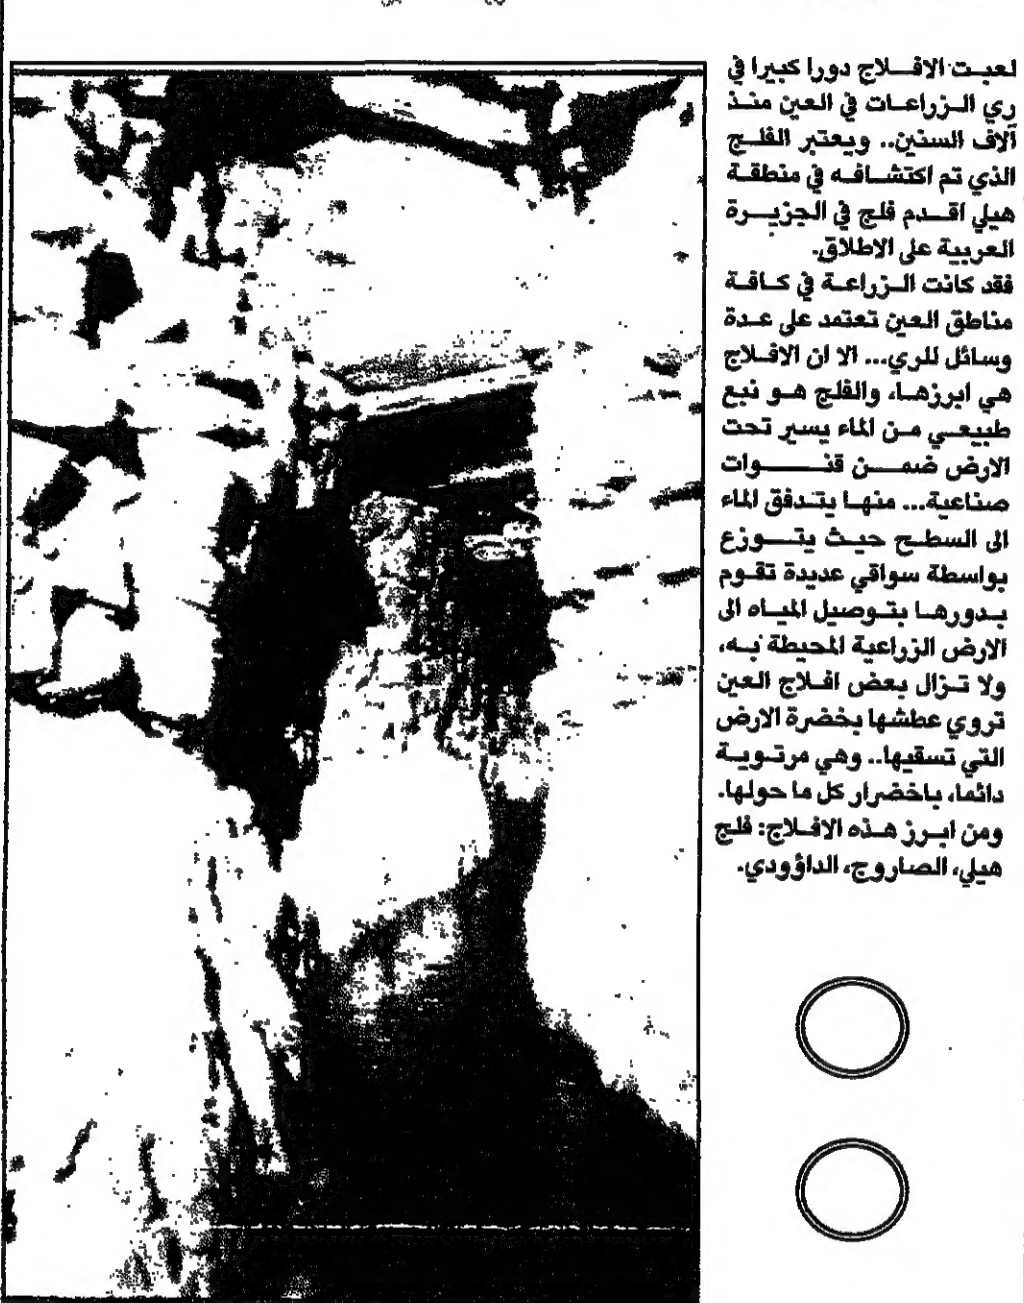 لعبت الافلاج دورا كبيرا في
ري الزراعات في العين منذ
آلاف السنين.. ويعتبر الفلج
الذي تم اكتشافه في منطقة
هيلي اقدم فلج في الجزيرة
العربية على الاطلاق.
فقد كانت الزراعة في كافة
مناطق العين تعتمد على عدة
وسائل للري... الا ان الافلاج
هي ابرزها، والفلج هو نبع
طبيعي من الماء يسير تحت
الارض ضمن قنوات
صناعية... منها يتدفق الماء
الى السطح حيث يتوزع
بواسطة سواقي عديدة تقوم
بدورها بتوصيل المياه الى
الارض الزراعية المحيطة به،
ولا تزال بعض افلاج العين
تروي عطشها بخضرة الارض
التي تسقيها.. وهي مرتوية
دائما، باخضرار كل ما حولها.
ومن ابرز هذه الافلاج: فلج
هيلي، الصاروج، الداؤودي.